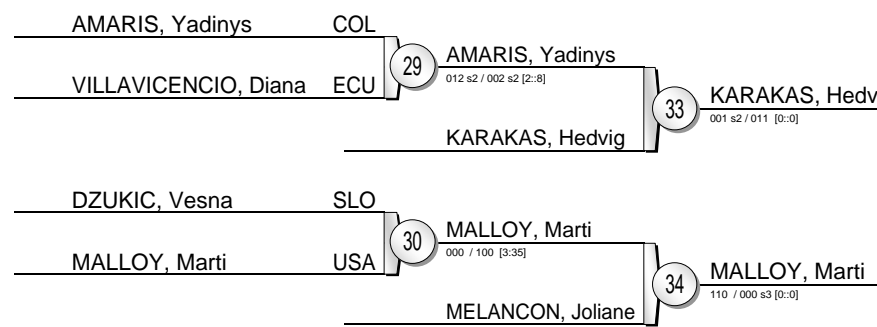 AMARIS, Yadinys COL
VILLAVICENCIO, Diana ECU
29
AMARIS, Yadinys
012 s2 / 002 s2 [2::8]
KARAKAS, Hedvig
33
KARAKAS, Hedv
001 s2 / 011 [0::0]
DZUKIC, Vesna SLO
MALLOY, Marti USA
30
MALLOY, Marti
000 / 100 [3:35]
MELANCON, Joliane
34
MALLOY, Marti
110 / 000 s3 [0::0]